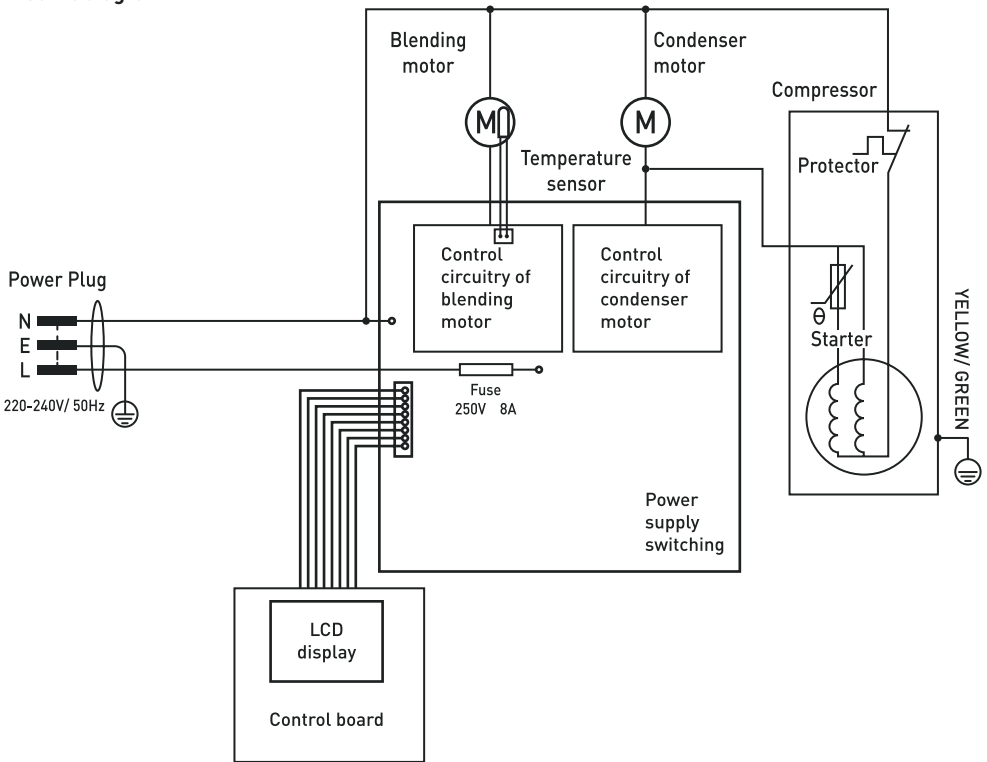 Blending
motor
Condenser
motor
Compressor
M
M
Temperature
sensor
Protector
Control
circuitry of
blending
motor
Control
circuitry of
condenser
motor
Power Plug
N
E
L
220-240V/ 50Hz
θ
Starter
YELLOW/ GREEN
Fuse
250V 8A
Power
supply
switching
LCD
display
Control board